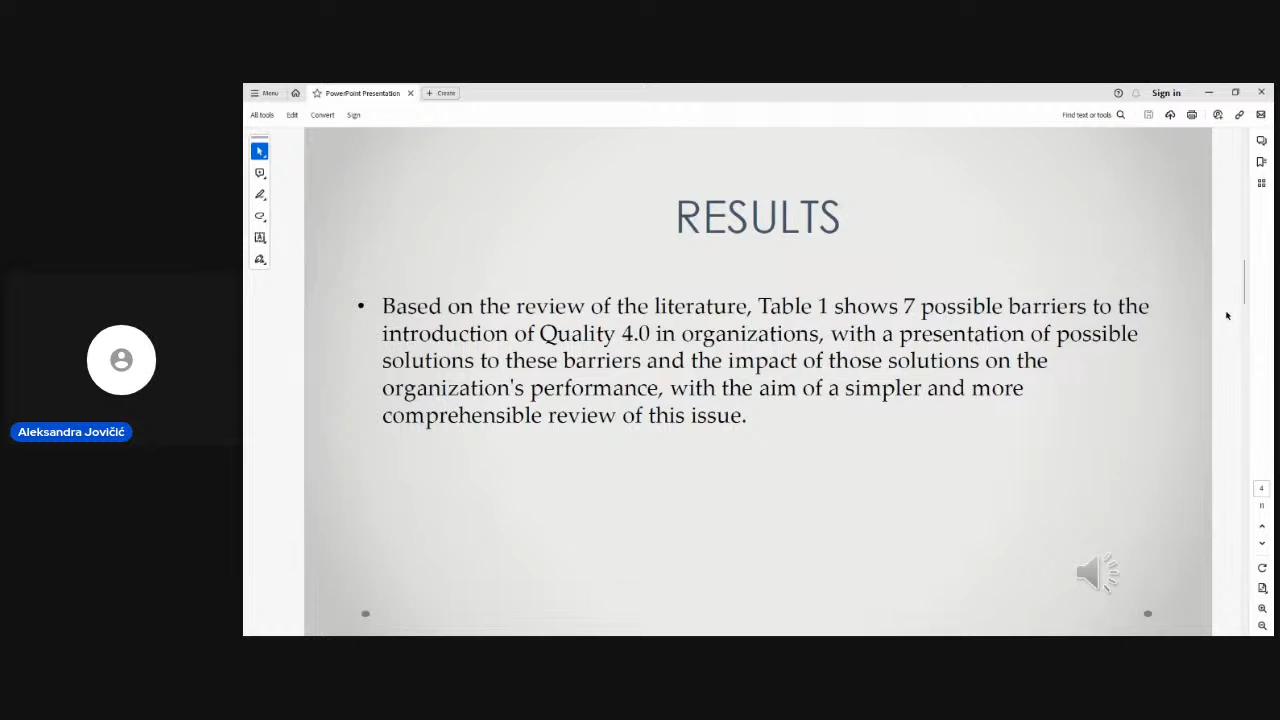 Menu
PowerPoint Presentation
Create
Sign in
All tools
Edit
Convert
Sign
Find text or tools
RESULTS
• Based on the review of the literature, Table 1 shows 7 possible barriers to the
introduction of Quality 4.0 in organizations, with a presentation of possible
solutions to these barriers and the impact of those solutions on the
organization's performance, with the aim of a simpler and more
comprehensible review of this issue.
Aleksandra Jovičić
4
11